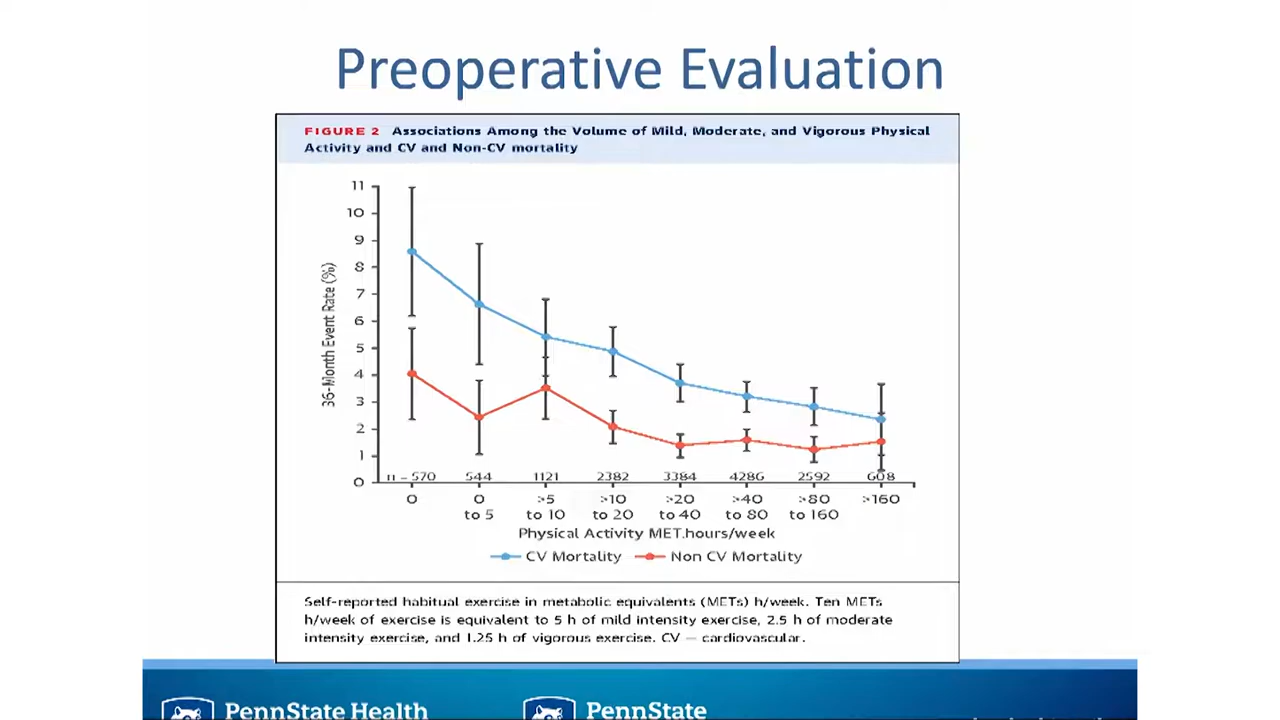 Preoperative Evaluation
FIGURE 2 Associations Among the Volume of Mild, Moderate, and Vigorous Physical
Activity and CV and Non-CV mortality
11
10
9
8
7
6
5
4
3
2
1
0
36-Month Event Rate (%)
n = 570 544 1121 2382 3384 4286 2592 608
0 0 >5 >10 >20 >40 >80 >160
to 5 to 10 to 20 to 40 to 80 to 160
Physical Activity MET.hours/week
CV Mortality Non CV Mortality
Self-reported habitual exercise in metabolic equivalents (METs) h/week. Ten METs
h/week of exercise is equivalent to 5 h of mild intensity exercise, 2.5 h of moderate
intensity exercise, and 1.25 h of vigorous exercise. CV = cardiovascular.
PennState Health PennState